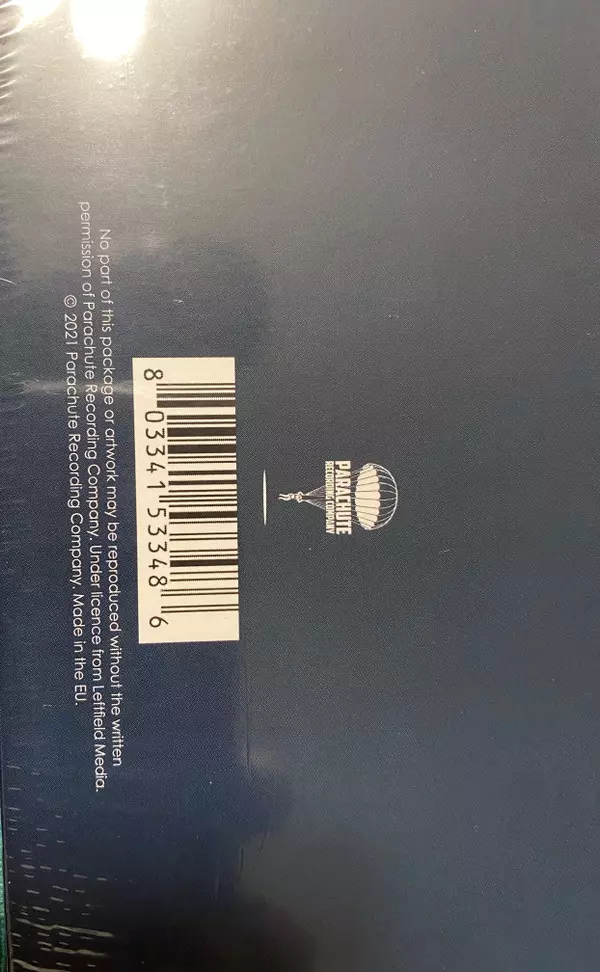 PARACHUTE
RECORDING COMPANY
8 03341 53348 6
No part of this package or artwork may be reproduced without the written
permission of Parachute Recording Company. Under licence from Leftfield Media.
© 2021 Parachute Recording Company. Made in the EU.